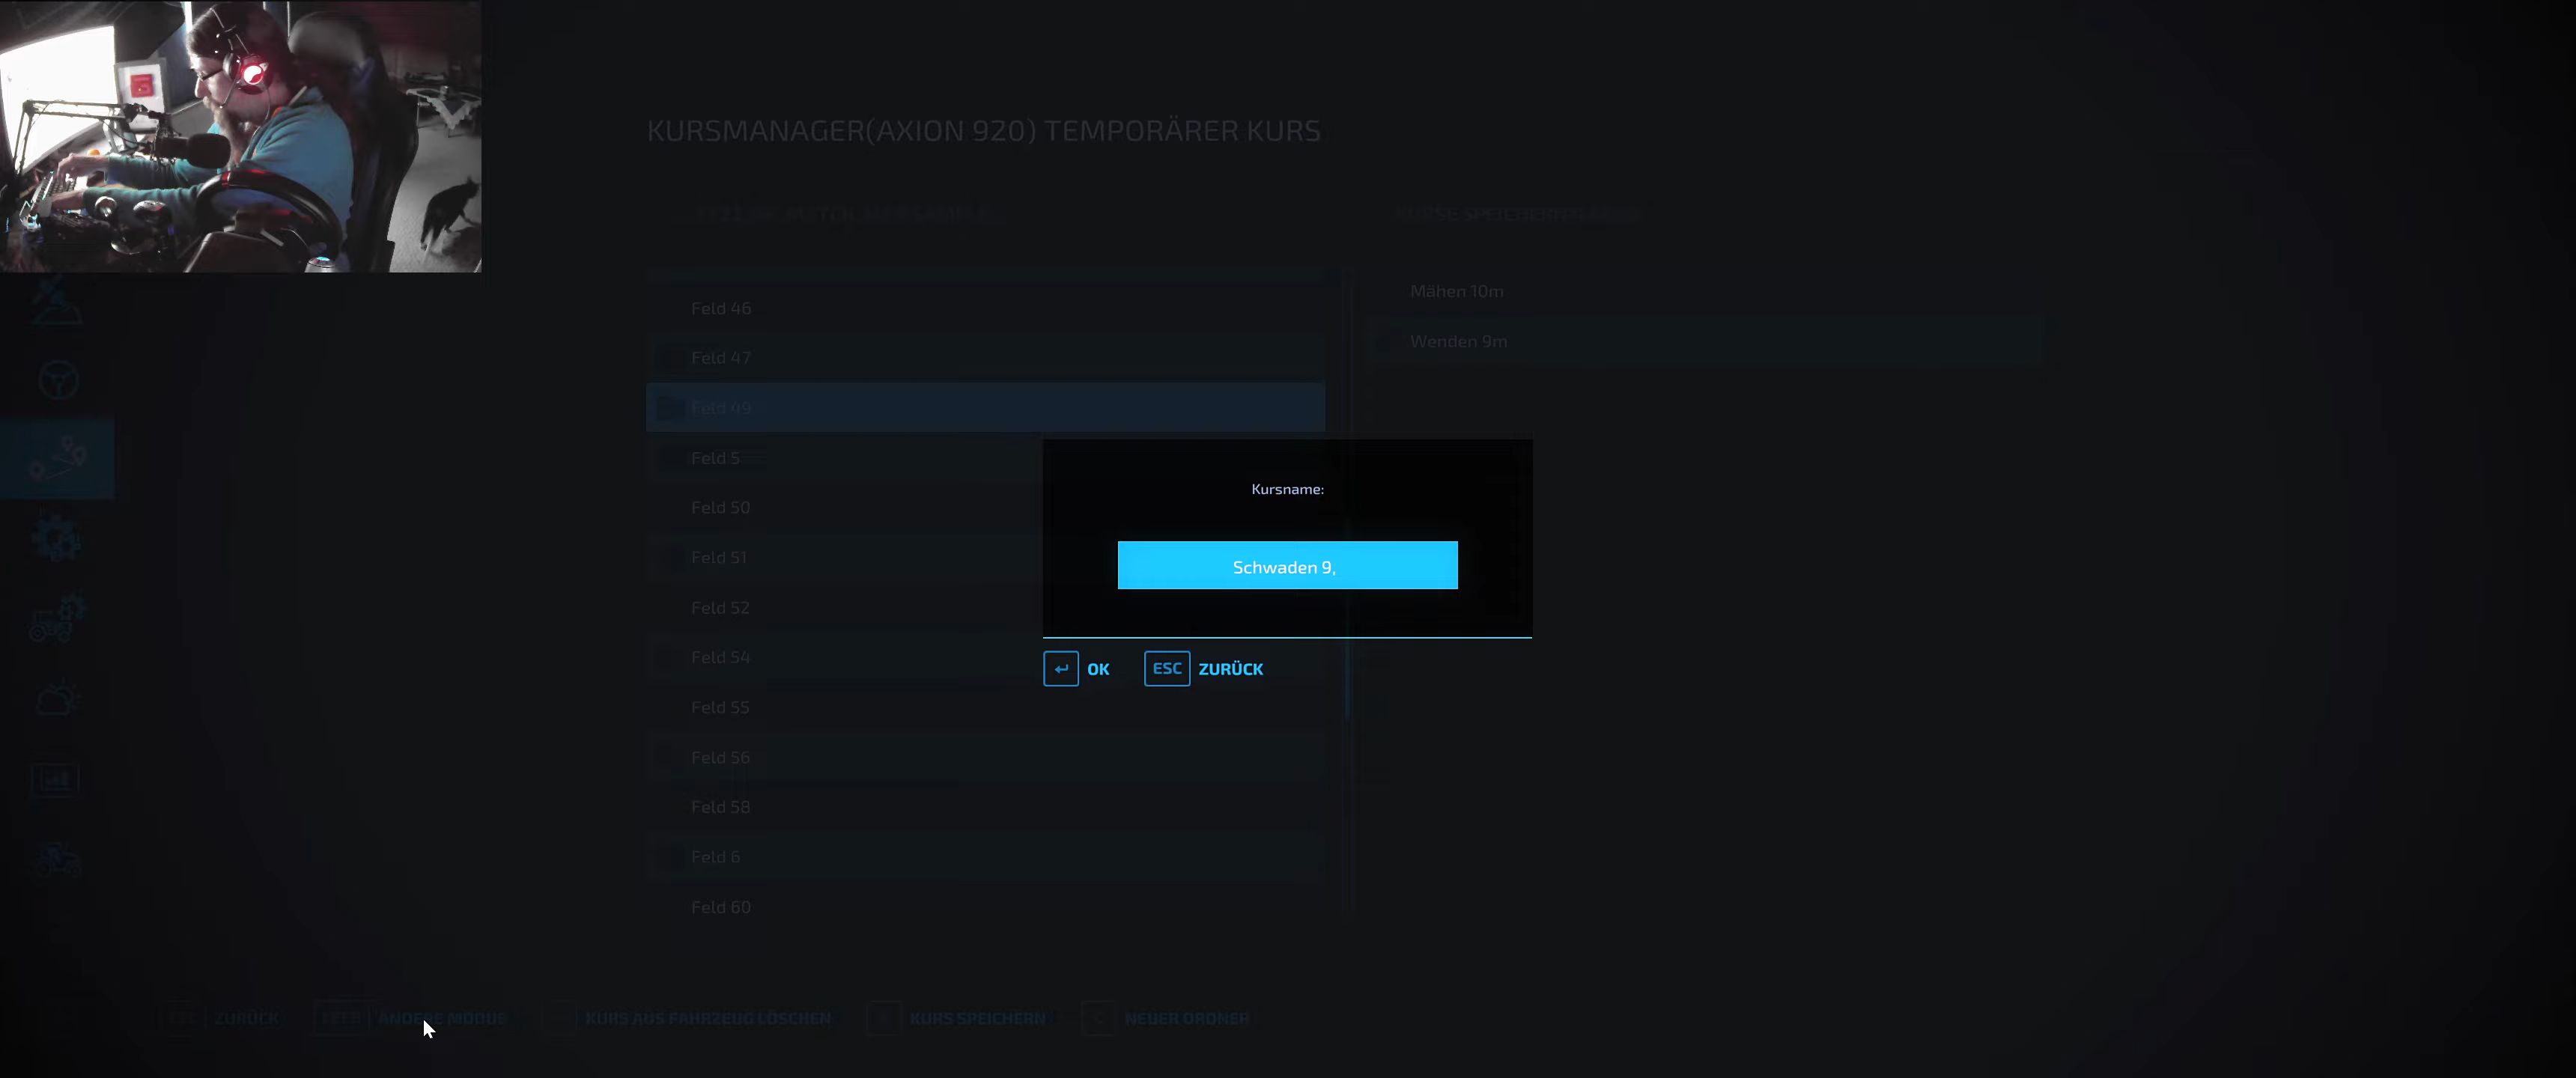 KURSMANAGER(AXION 920) TEMPORÄRER KURS
Feld 46
Feld 47
Feld 49
Feld 5
Feld 50
Feld 51
Feld 52
Feld 54
Feld 55
Feld 56
Feld 58
Feld 6
Feld 60
Mähen 10m
Wenden 9m
Kursname:
Schwaden 9,
OK
ESC ZURÜCK
ZURÜCK
ANDERE MODUS
KURS AUS FAHRZEUG LÖSCHEN
KURS SPEICHERN
NEUER ORDNER